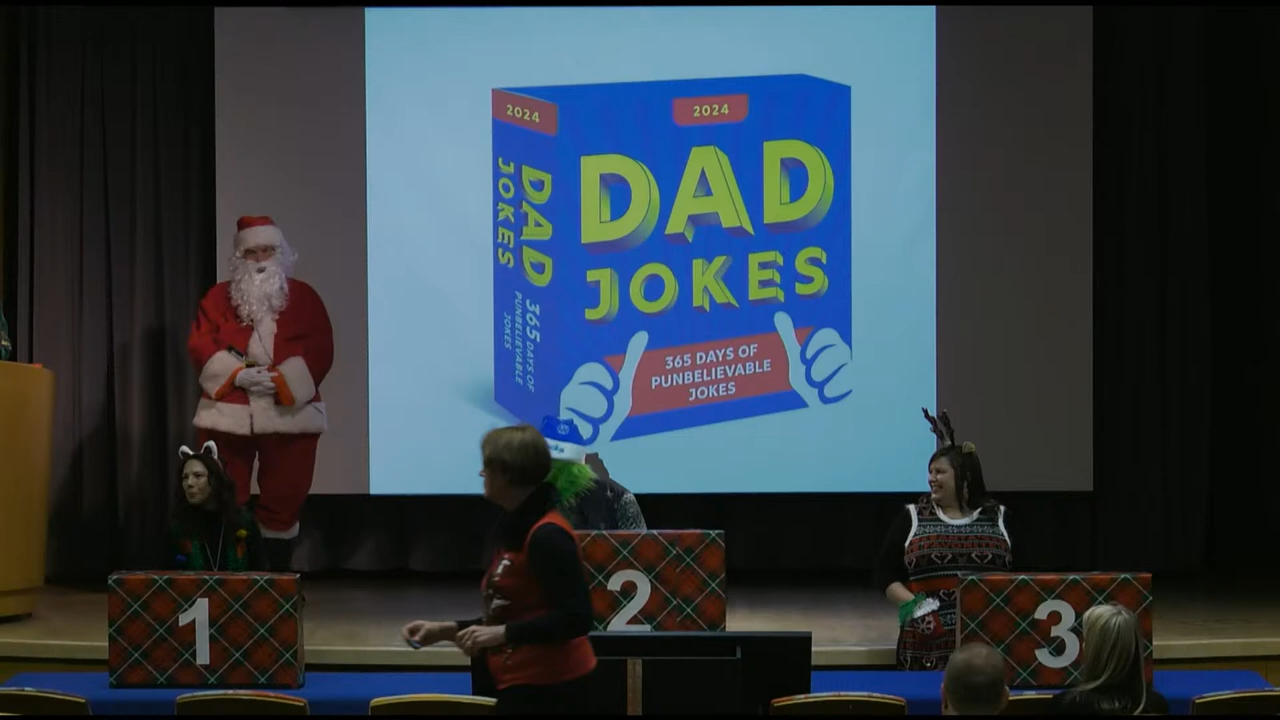 2024
DAD
JOKES
365 DAYS OF
PUNBELIEVABLE
JOKES
2024
DAD
JOKES
365 DAYS OF
PUNBELIEVABLE
JOKES
1
2
3